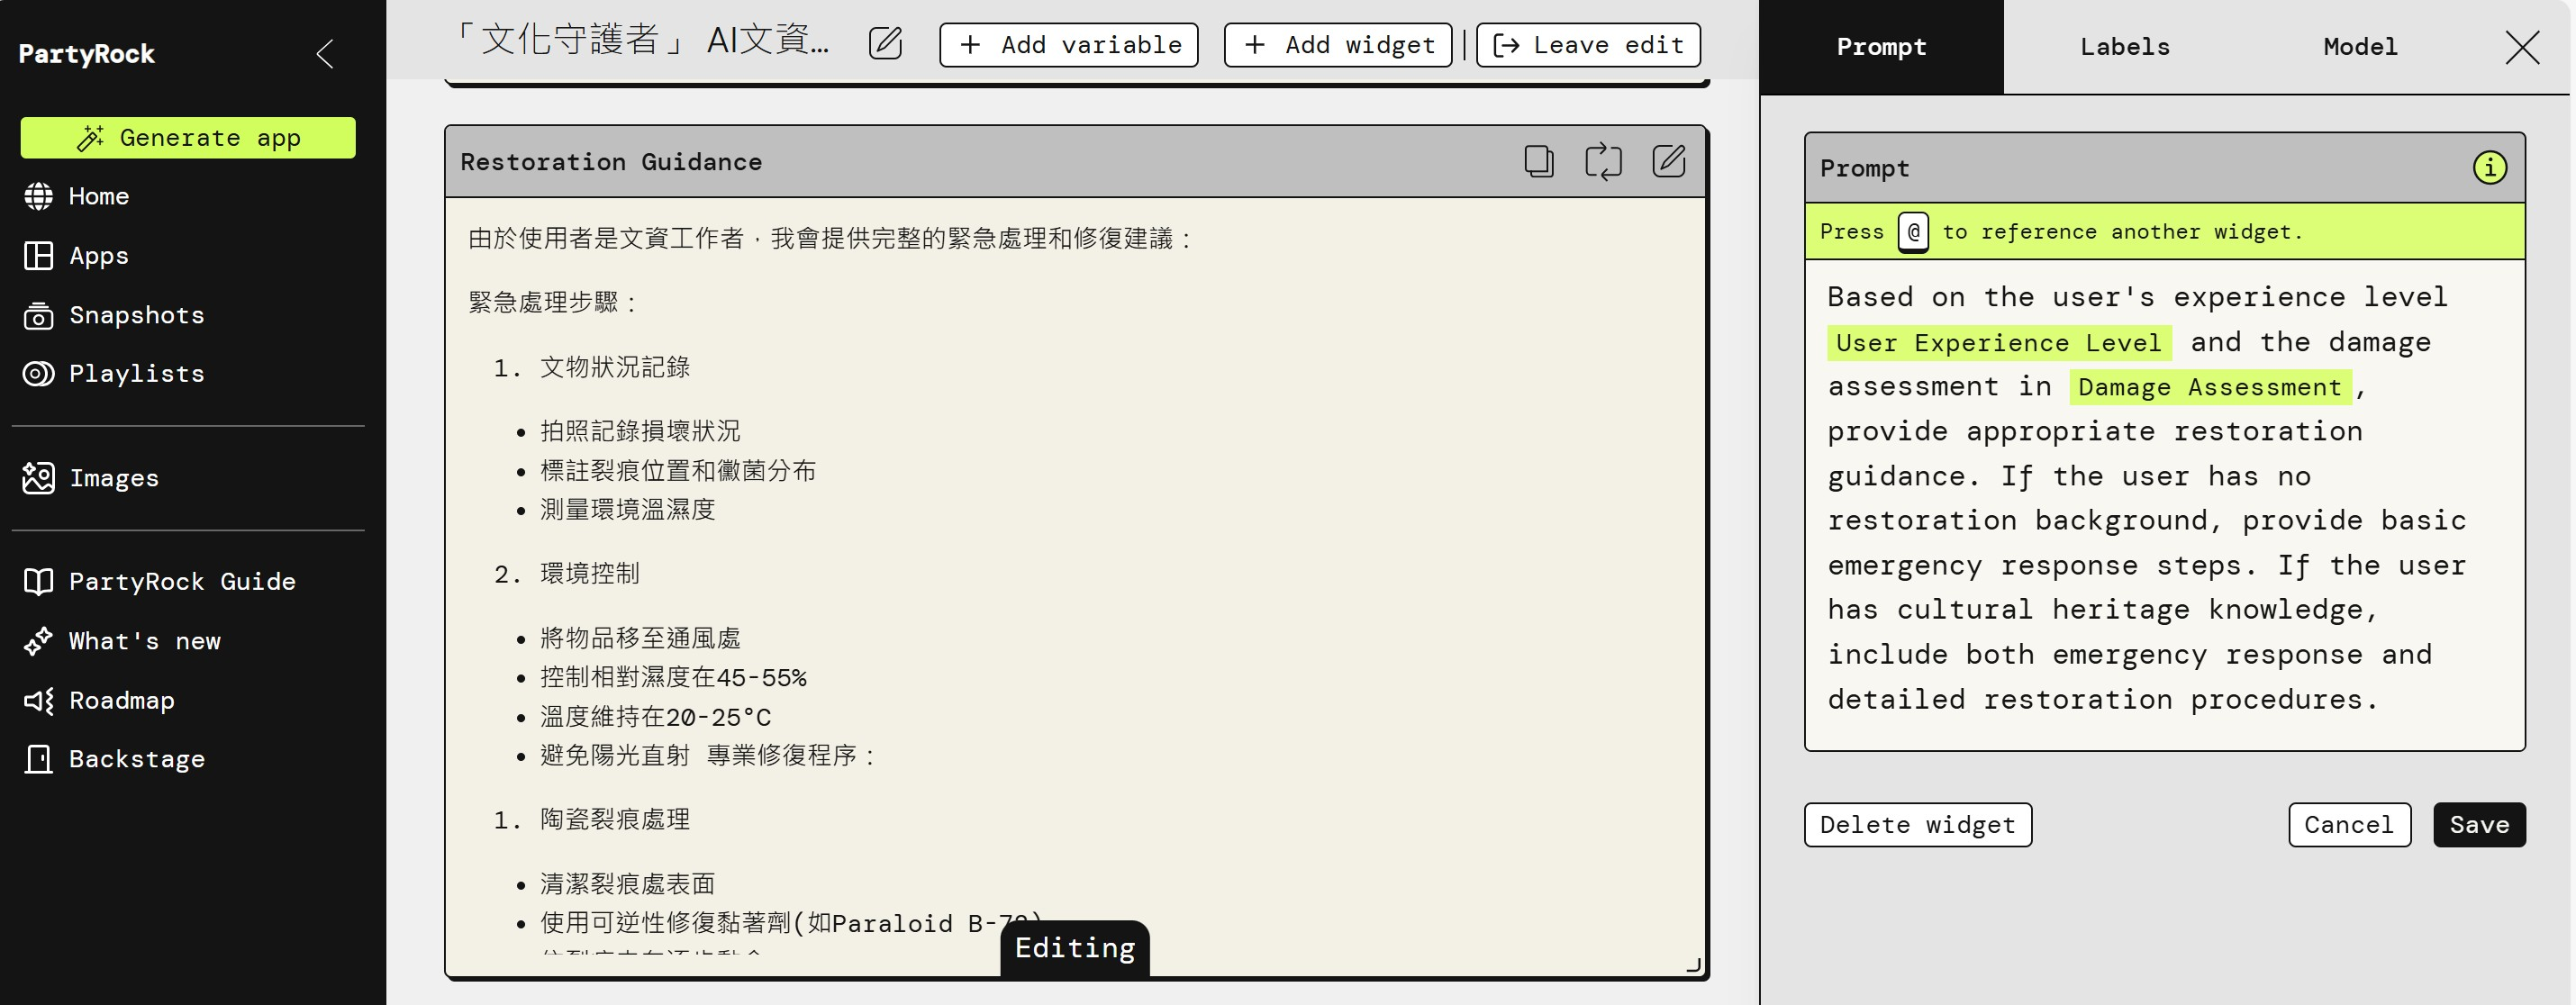 PartyRock
Generate app
Home
Apps
Snapshots
Playlists
Images
PartyRock Guide
What's new
Roadmap
Backstage
「文化守護者」 AI文資…
Add variable
Add widget
Leave edit
Restoration Guidance
由於使用者是文資工作者，我會提供完整的緊急處理和修復建議：
緊急處理步驟：
1. 文物狀況記錄
• 拍照記錄損壞狀況
• 標註裂痕位置和黴菌分布
• 測量環境溫濕度
2. 環境控制
• 將物品移至通風處
• 控制相對濕度在45-55%
• 溫度維持在20-25°C
• 避免陽光直射 專業修復程序：
1. 陶瓷裂痕處理
• 清潔裂痕處表面
• 使用可逆性修復黏著劑(如Paraloid B-72)
Editing
Prompt
Labels
Model
Prompt
i
Press @ to reference another widget.
Based on the user's experience level
User Experience Level and the damage
assessment in Damage Assessment,
provide appropriate restoration
guidance. If the user has no
restoration background, provide basic
emergency response steps. If the user
has cultural heritage knowledge,
include both emergency response and
detailed restoration procedures.
Delete widget
Cancel
Save